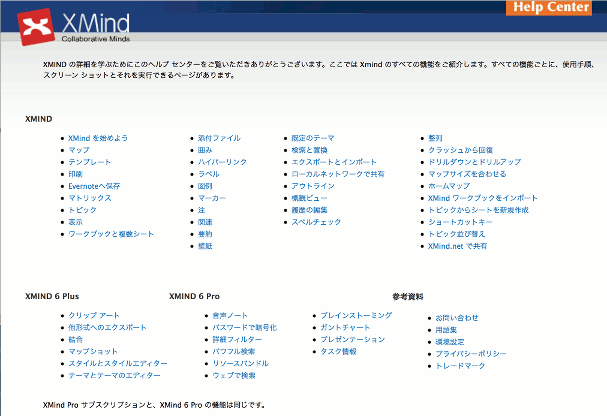 Help Center
XMind
Collaborative Minds
XMIND の詳細を学ぶためにこのヘルプ センターをご覧いただきありがとうございます。ここでは Xmind のすべての機能をご紹介します。すべての機能ごとに、使用手順、
スクリーン ショットとそれを実行できるページがあります。
XMIND
XMind を始めよう
マップ
テンプレート
印刷
Evernoteへ保存
マトリックス
トピック
表示
ワークブックと複数シート
添付ファイル
囲み
ハイパーリンク
ラベル
図例
マーカー
注
関連
要約
壁紙
既定のテーマ
検索と置換
エクスポートとインポート
ローカルネットワークで共有
アウトライン
概観ビュー
履歴の編集
スペルチェック
整列
クラッシュから回復
ドリルダウンとドリルアップ
マップサイズを合わせる
ホームマップ
XMind ワークブックをインポート
トピックからシートを新規作成
ショートカットキー
トピック並び替え
XMind.net で共有
XMIND 6 Plus
クリップ アート
他形式へのエクスポート
結合
マップショット
スタイルとスタイルエディター
テーマとテーマのエディター
XMIND 6 Pro
音声ノート
パスワードで暗号化
詳細フィルター
パワフル検索
リソースバンドル
ウェブで検索
ブレインストーミング
ガントチャート
プレゼンテーション
タスク情報
参考資料
お問い合わせ
用語集
環境設定
プライバシーポリシー
トレードマーク
XMind Pro サブスクリプションと、XMind 6 Pro の機能は同じです。